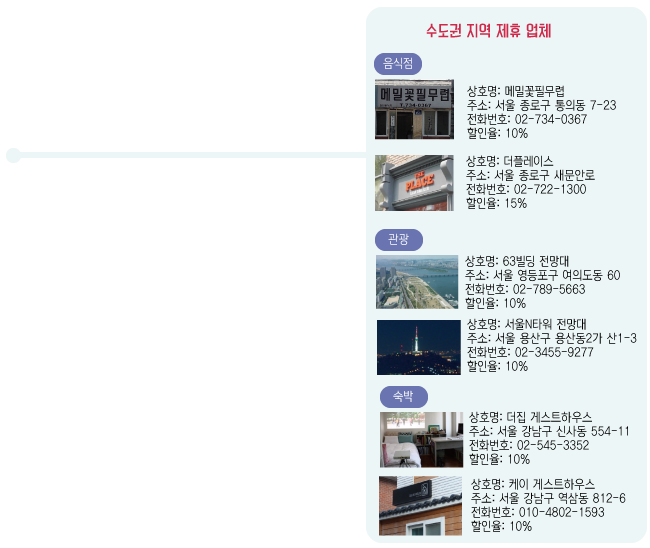 수도권 지역 제휴 업체
음식점
메밀꽃필무렵
T.734-0367
상호명: 메밀꽃필무렵
주소: 서울 종로구 통의동 7-23
전화번호: 02-734-0367
할인율: 10%
THE
PLACE
상호명: 더플레이스
주소: 서울 종로구 새문안로
전화번호: 02-722-1300
할인율: 15%
관광
상호명: 63빌딩 전망대
주소: 서울 영등포구 여의도동 60
전화번호: 02-789-5663
할인율: 10%
상호명: 서울N타워 전망대
주소: 서울 용산구 용산동2가 산1-3
전화번호: 02-3455-9277
할인율: 10%
숙박
상호명: 더집 게스트하우스
주소: 서울 강남구 신사동 554-11
전화번호: 02-545-3352
할인율: 10%
상호명: 케이 게스트하우스
주소: 서울 강남구 역삼동 812-6
전화번호: 010-4802-1593
할인율: 10%